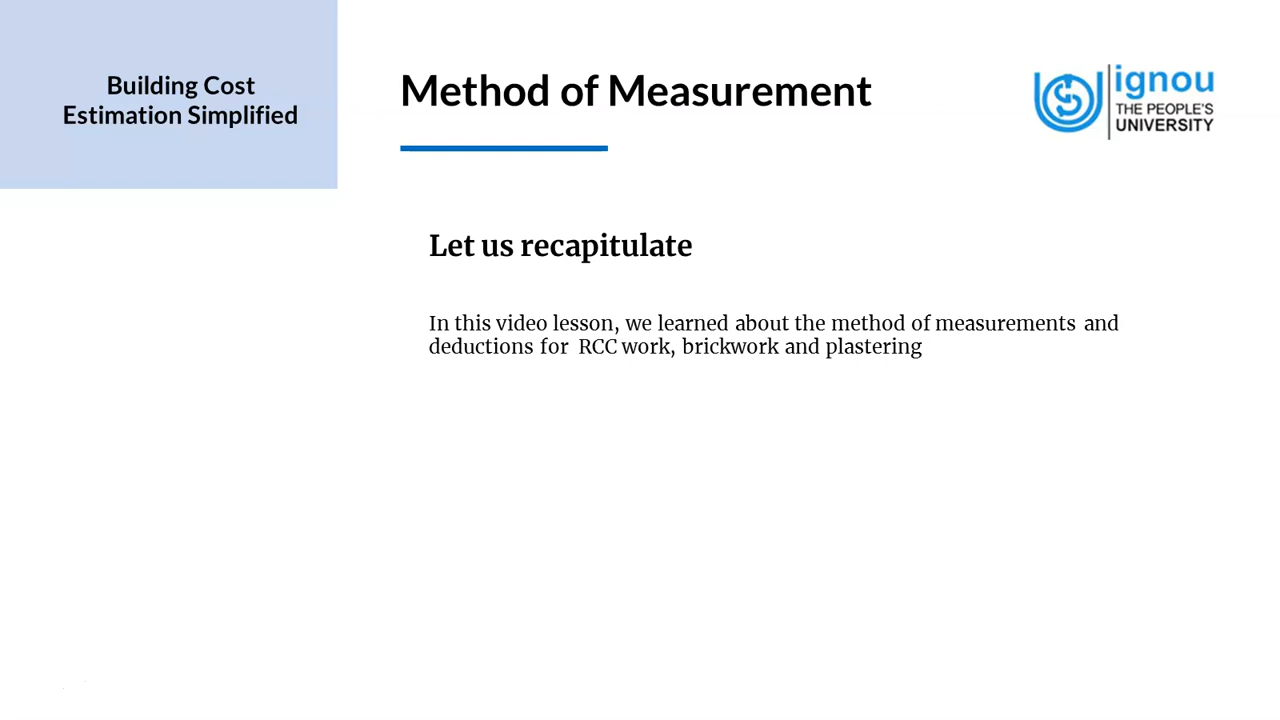 Building Cost
Estimation Simplified
Method of Measurement
ignou
THE PEOPLE'S
UNIVERSITY
Let us recapitulate
In this video lesson, we learned about the method of measurements and
deductions for RCC work, brickwork and plastering